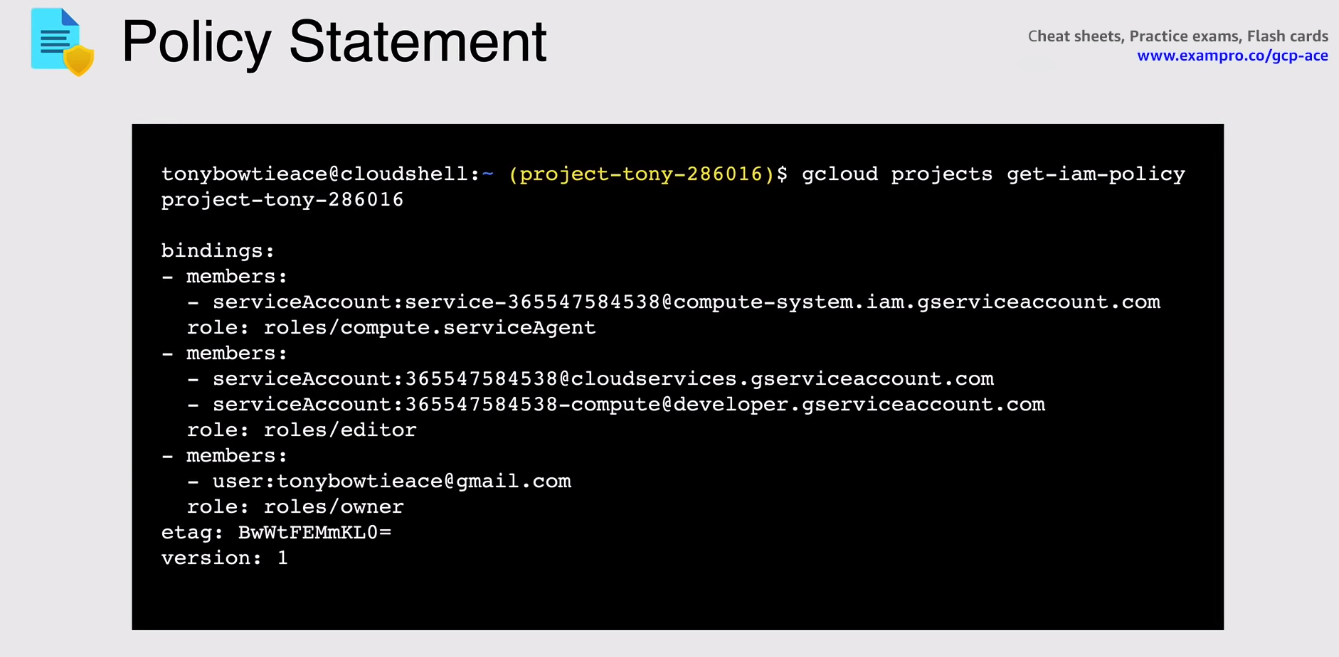 Policy Statement
Cheat sheets, Practice exams, Flash cards
www.exampro.co/gcp-ace
tonybowtieace@cloudshell:~ (project-tony-286016)$ gcloud projects get-iam-policy
project-tony-286016
bindings:
- members:
  - serviceAccount:service-365547584538@compute-system.iam.gserviceaccount.com
  role: roles/compute.serviceAgent
- members:
  - serviceAccount:365547584538@cloudservices.gserviceaccount.com
  - serviceAccount:365547584538-compute@developer.gserviceaccount.com
  role: roles/editor
- members:
  - user:tonybowtieace@gmail.com
  role: roles/owner
etag: BwWtFEMmKL0=
version: 1